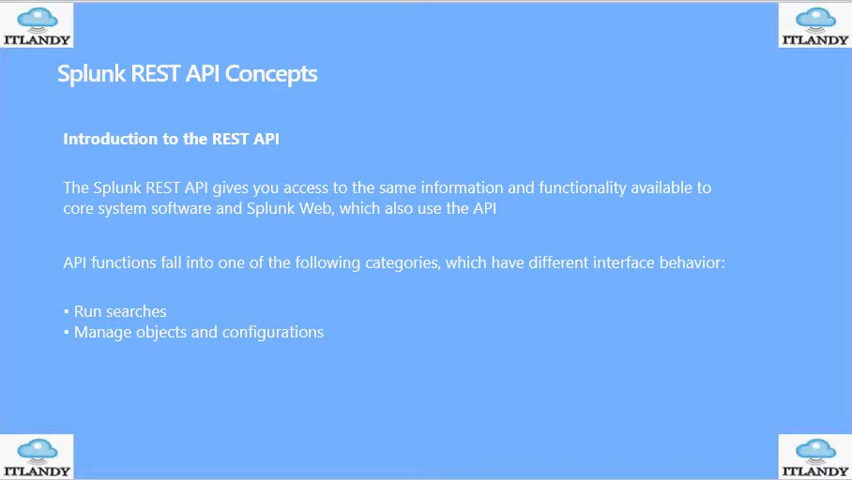 ITLANDY
ITLANDY
Splunk REST API Concepts
Introduction to the REST API
The Splunk REST API gives you access to the same information and functionality available to
core system software and Splunk Web, which also use the API
API functions fall into one of the following categories, which have different interface behavior:
▪ Run searches
▪ Manage objects and configurations
ITLANDY
ITLANDY